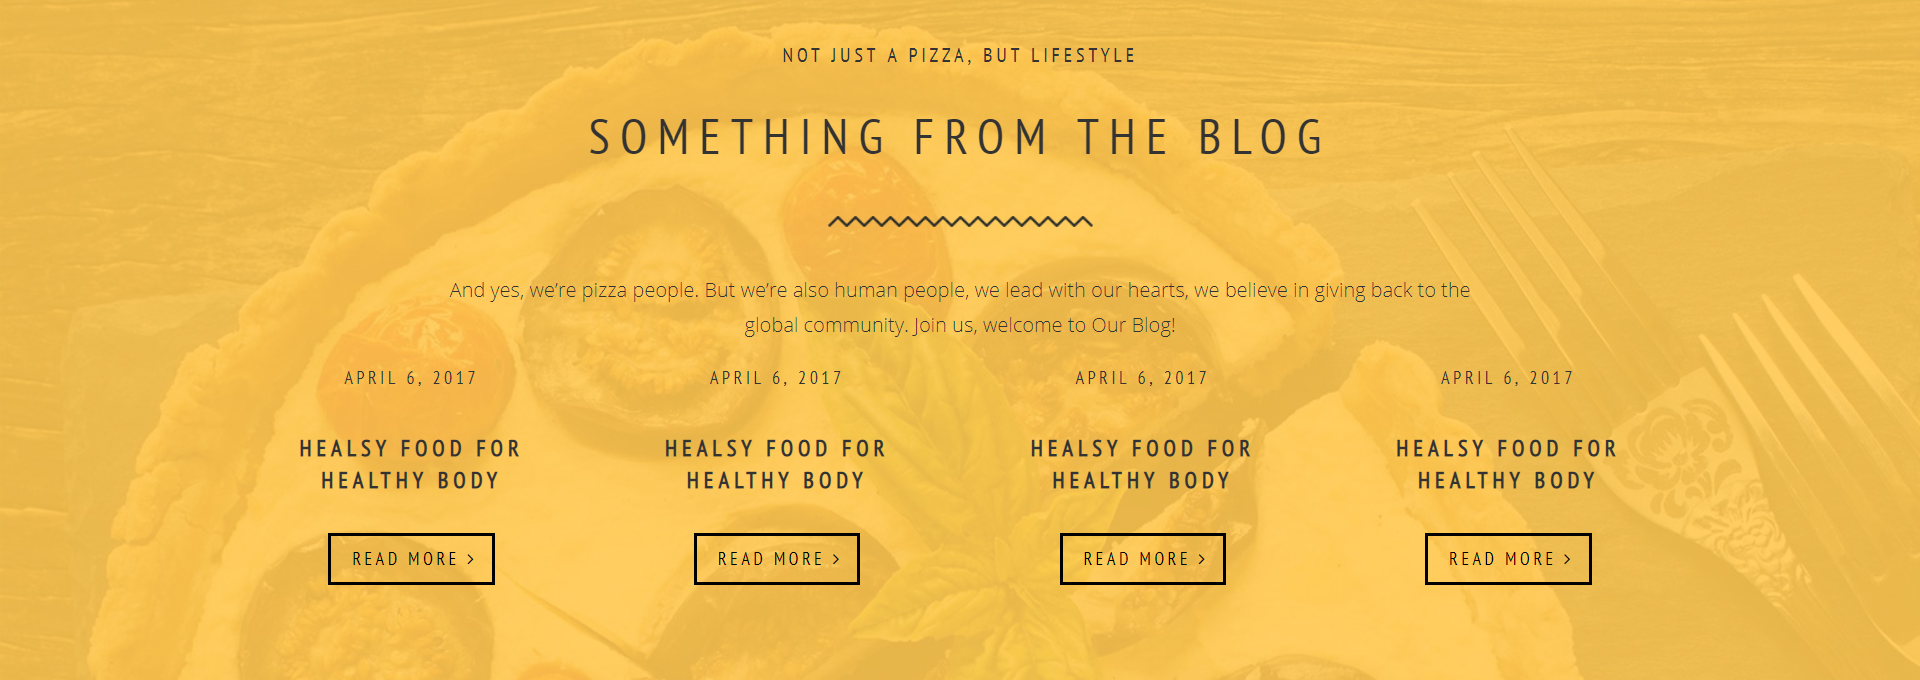 NOT JUST A PIZZA, BUT LIFESTYLE
SOMETHING FROM THE BLOG
And yes, we’re pizza people. But we’re also human people, we lead with our hearts, we believe in giving back to the
global community. Join us, welcome to Our Blog!
APRIL 6, 2017
HEALSY FOOD FOR
HEALTHY BODY
READ MORE >
APRIL 6, 2017
HEALSY FOOD FOR
HEALTHY BODY
READ MORE >
APRIL 6, 2017
HEALSY FOOD FOR
HEALTHY BODY
READ MORE >
APRIL 6, 2017
HEALSY FOOD FOR
HEALTHY BODY
READ MORE >